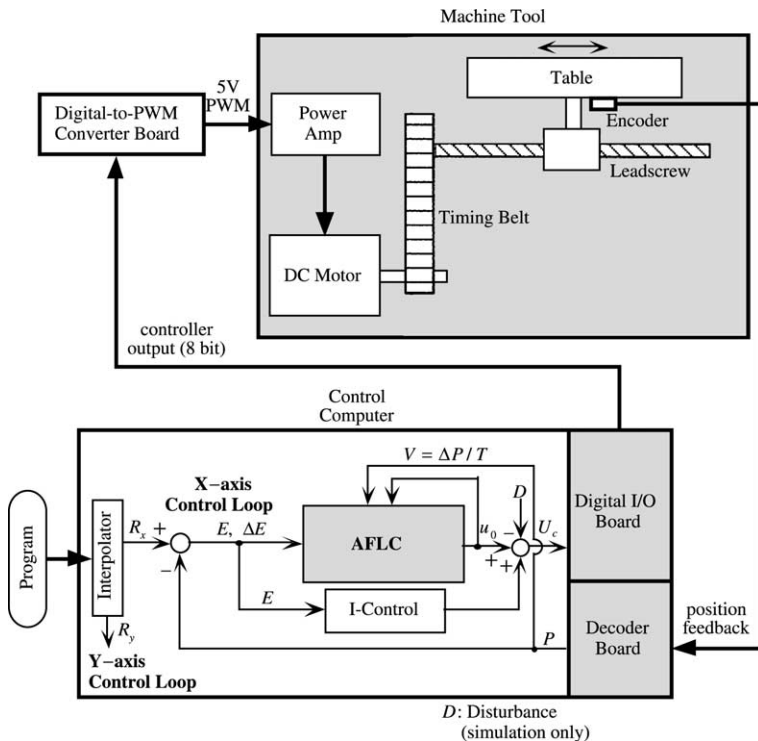 Machine Tool
5V
PWM
Digital-to-PWM
Converter Board
Power
Amp
Table
Encoder
Leadscrew
Timing Belt
DC Motor
controller
output (8 bit)
Control
Computer
V = ΔP / T
X−axis
Control Loop
D
Digital I/O
Board
Program
Interpolator
Rₓ
+
−
E, ΔE
AFLC
u₀
−
+
+
U_c
E
I-Control
R_y
Y−axis
Control Loop
P
Decoder
Board
position
feedback
D: Disturbance
(simulation only)